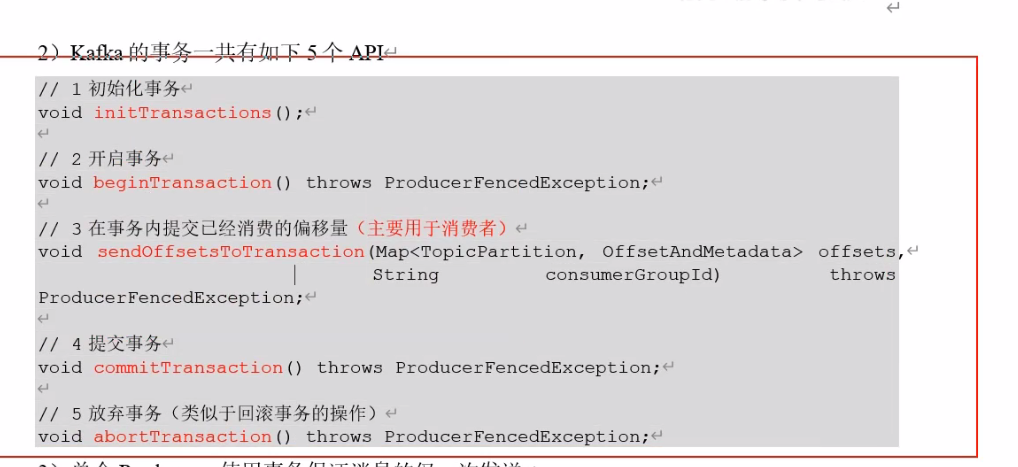 2）Kafka 的事务一共有如下 5 个 API
// 1 初始化事务
void initTransactions();
// 2 开启事务
void beginTransaction() throws ProducerFencedException;
// 3 在事务内提交已经消费的偏移量（主要用于消费者）
void sendOffsetsToTransaction(Map<TopicPartition, OffsetAndMetadata> offsets,
String consumerGroupId) throws
ProducerFencedException;
// 4 提交事务
void commitTransaction() throws ProducerFencedException;
// 5 放弃事务（类似于回滚事务的操作）
void abortTransaction() throws ProducerFencedException;